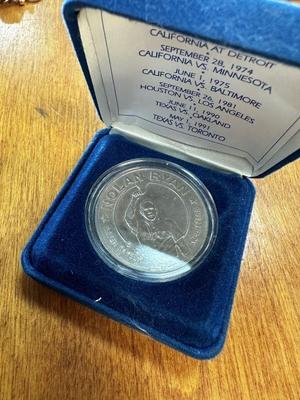 CALIFORNIA AT DETROIT
SEPTEMBER 28, 1974
CALIFORNIA VS. MINNESOTA
JUNE 1, 1975
CALIFORNIA VS. BALTIMORE
SEPTEMBER 26, 1981
HOUSTON VS. LOS ANGELES
JUNE 11, 1990
TEXAS VS. OAKLAND
MAY 1, 1991
TEXAS VS. TORONTO
NOLAN RYAN